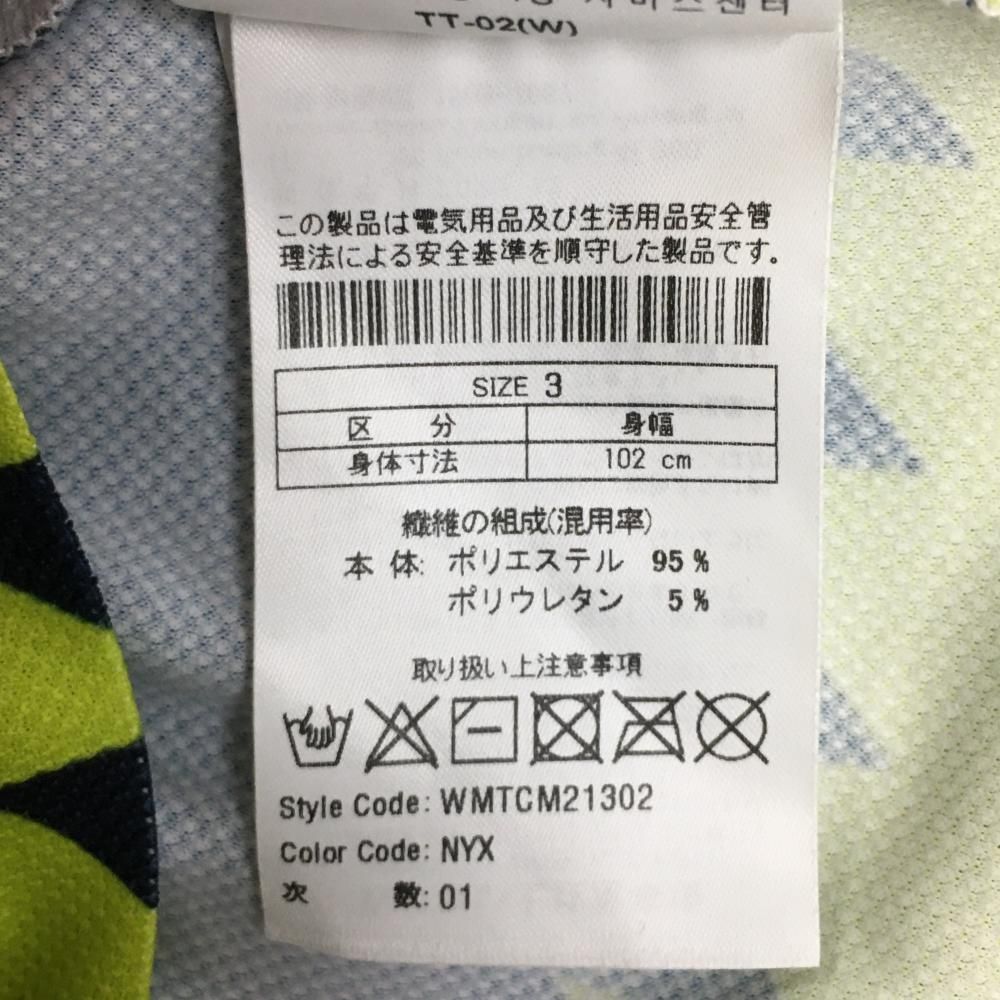 TT-02(W)
この製品は電気用品及び生活用品安全管
理法による安全基準を順守した製品です。
SIZE 3
区 分 身幅
身体寸法 102 cm
繊維の組成(混用率)
本 体: ポリエステル 95 %
ポリウレタン 5 %
取り扱い上注意事項
Style Code: WMTCM21302
Color Code: NYX
次 数: 01